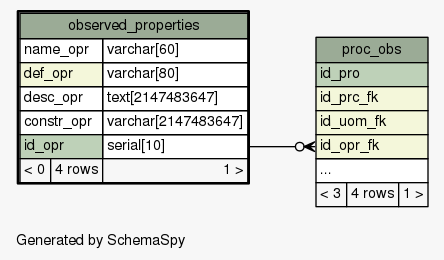 observed_properties
name_opr varchar[60]
def_opr varchar[80]
desc_opr text[2147483647]
constr_opr varchar[2147483647]
id_opr serial[10]
< 0 4 rows 1 >
proc_obs
id_pro
id_prc_fk
id_uom_fk
id_opr_fk
...
< 3 4 rows 1 >
Generated by SchemaSpy